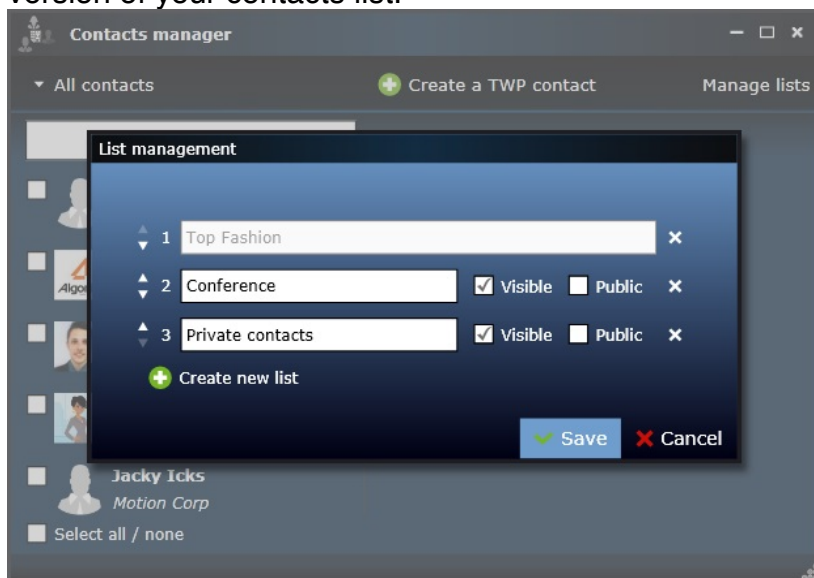 version of your contacts list.
Contacts manager
All contacts
Create a TWP contact
Manage lists
List management
1 Top Fashion
2 Conference Visible Public
3 Private contacts Visible Public
Create new list
Save Cancel
Jacky Icks
Motion Corp
Select all / none